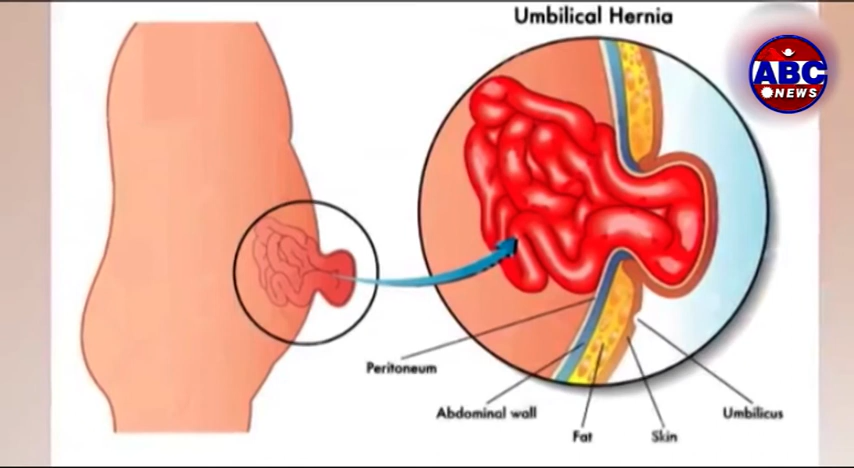 Umbilical Hernia
ABC
NEWS
Peritoneum
Abdominal wall
Fat
Skin
Umbilicus